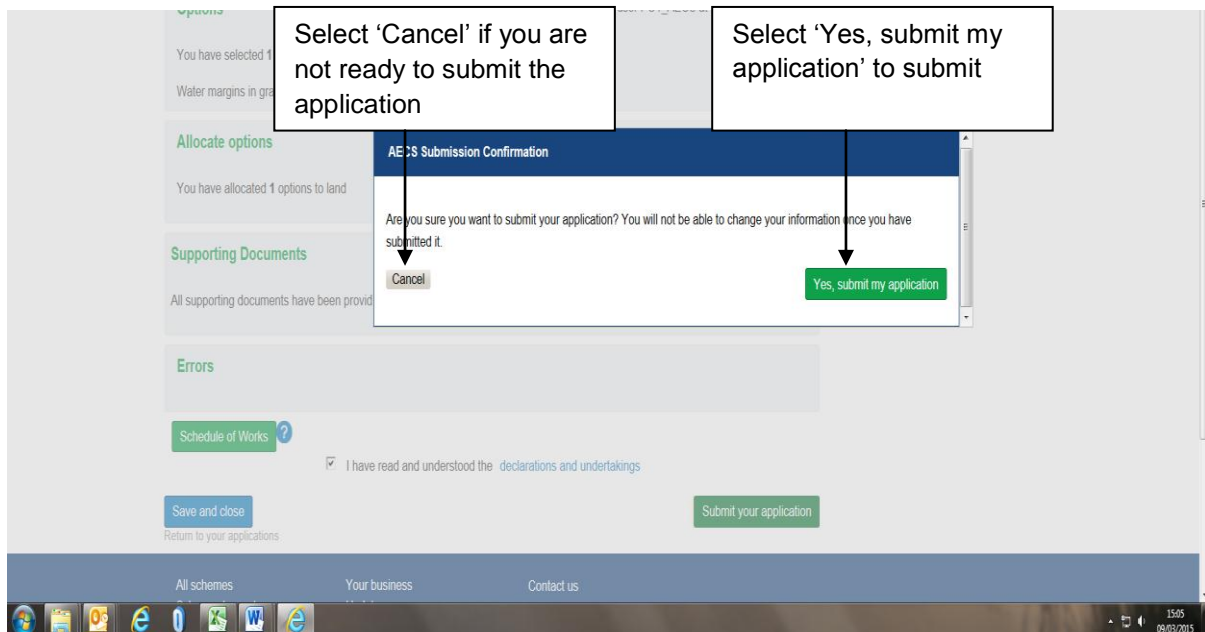 Options
Select ‘Cancel’ if you are
not ready to submit the
application
Select ‘Yes, submit my
application’ to submit
You have selected 1
Water margins in gra
Allocate options
You have allocated 1 options to land
AECS Submission Confirmation
Are you sure you want to submit your application? You will not be able to change your information once you have
submitted it.
Cancel
Yes, submit my application
Supporting Documents
All supporting documents have been provid
Errors
Schedule of Works ?
I have read and understood the declarations and undertakings
Save and close
Submit your application
Return to your applications
All schemes Your business Contact us
15:05
09/03/2015